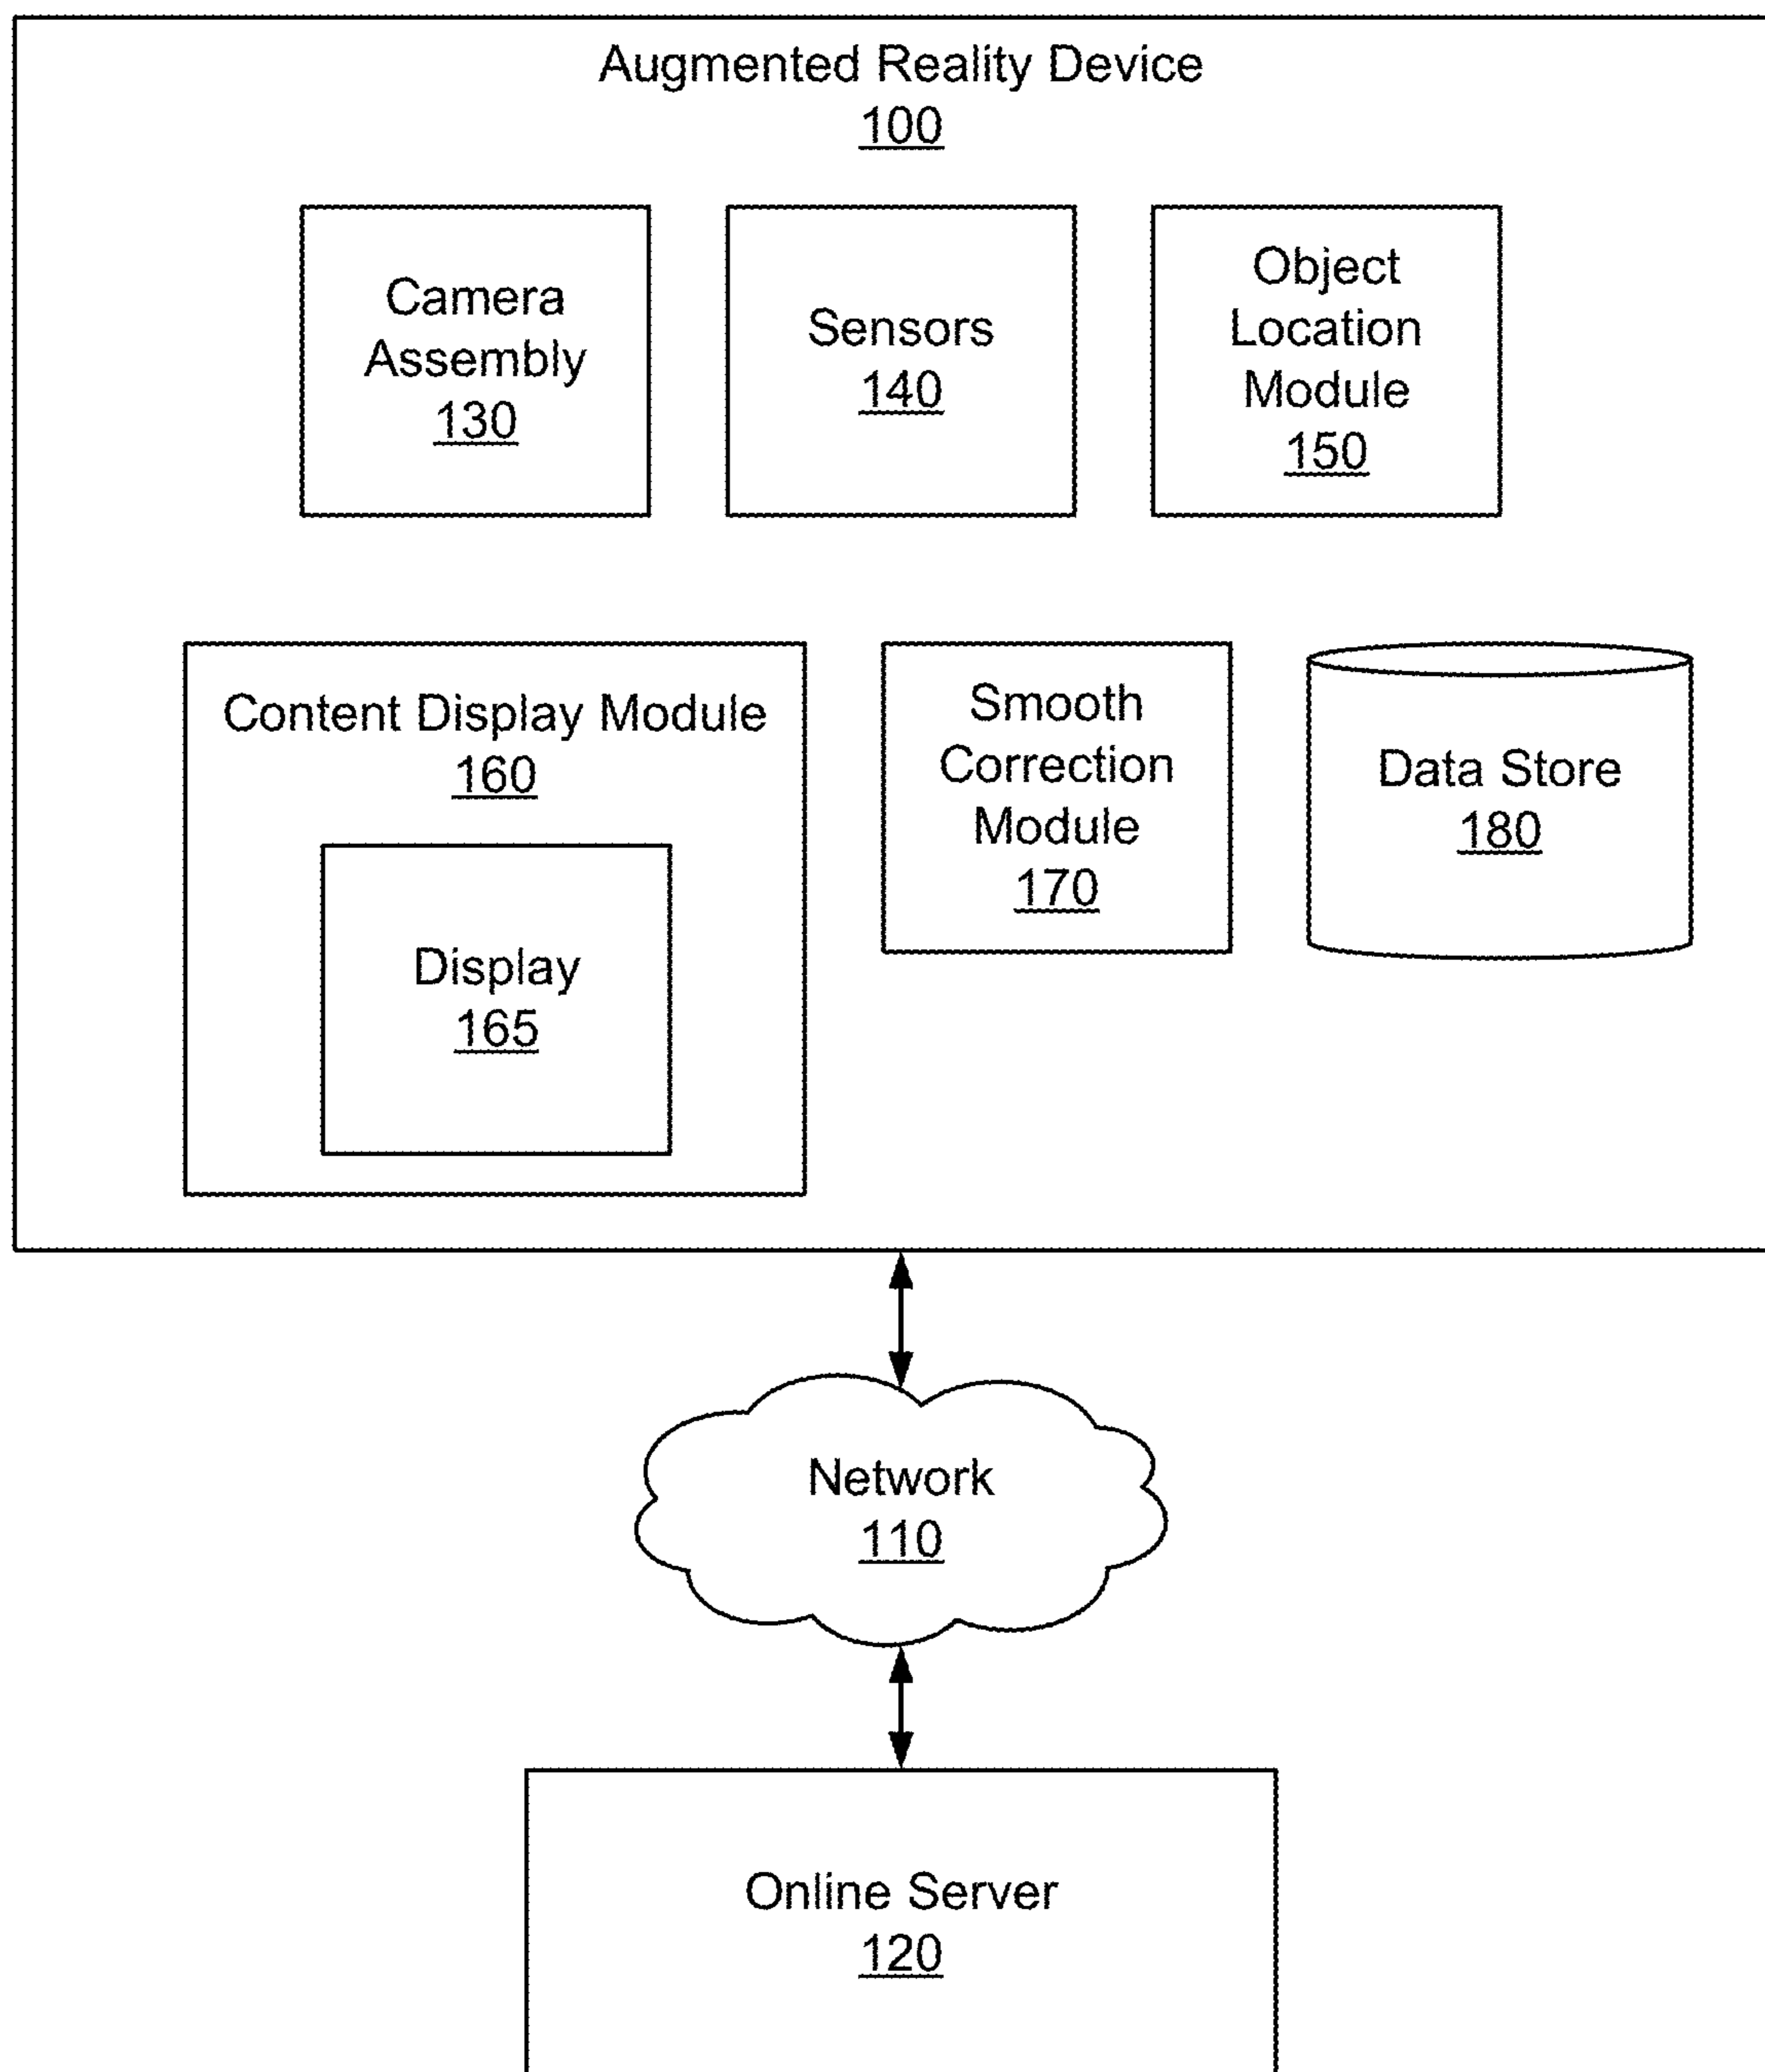 Augmented Reality Device
100
Camera
Assembly
130
Sensors
140
Object
Location
Module
150
Content Display Module
160
Display
165
Smooth
Correction
Module
170
Data Store
180
Network
110
Online Server
120